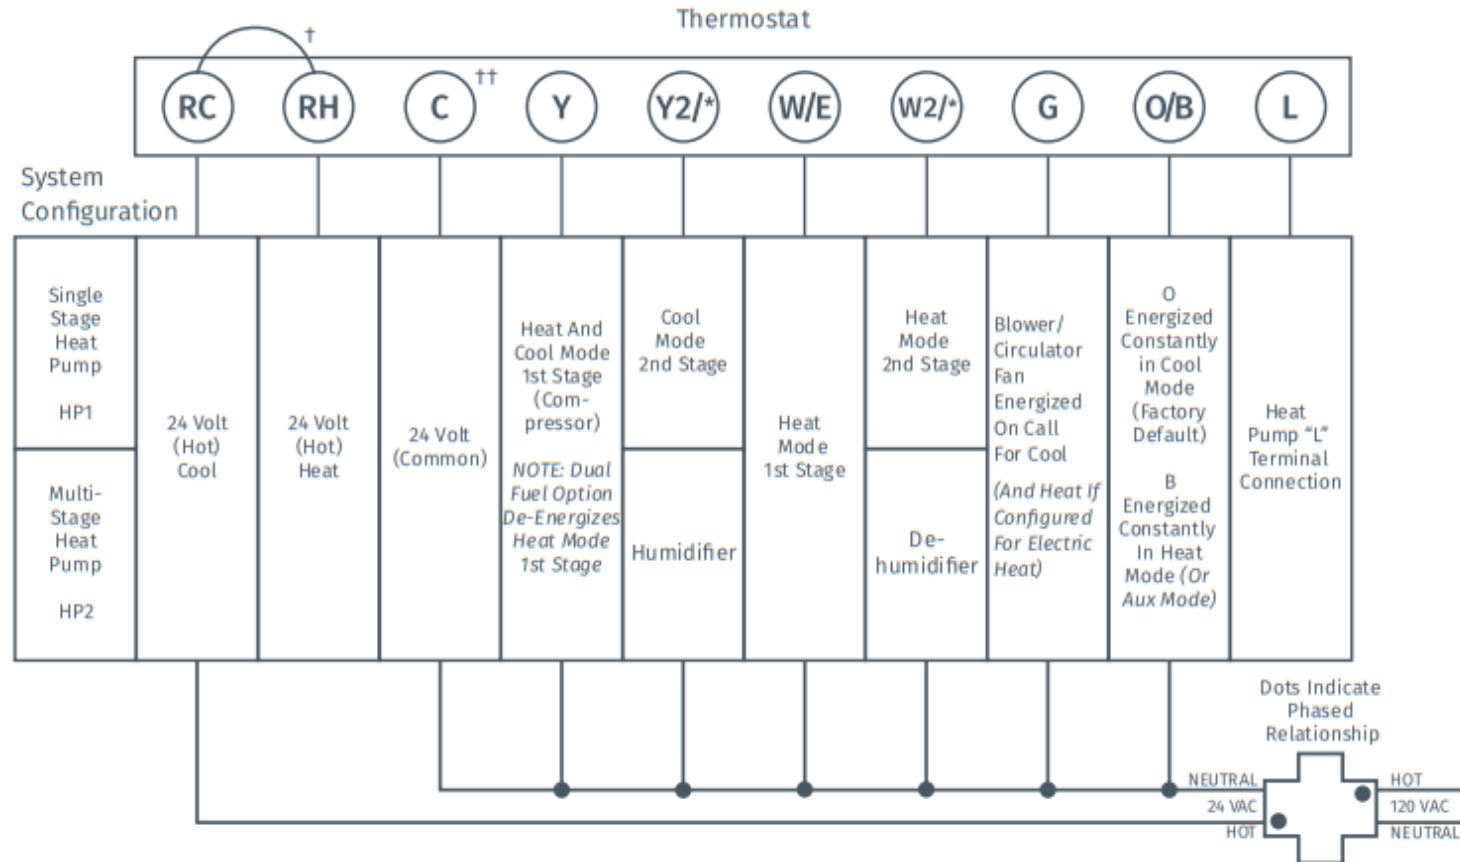 Thermostat
†
††
RC
RH
C
Y
Y2/*
W/E
W2/*
G
O/B
L
System
Configuration
Single
Stage
Heat
Pump
HP1
Multi-
Stage
Heat
Pump
HP2
24 Volt
(Hot)
Cool
24 Volt
(Hot)
Heat
24 Volt
(Common)
Heat And
Cool Mode
1st Stage
(Com-
pressor)
NOTE: Dual
Fuel Option
De-Energizes
Heat Mode
1st Stage
Cool
Mode
2nd Stage
Humidifier
Heat
Mode
1st Stage
Heat
Mode
2nd Stage
De-
humidifier
Blower/
Circulator
Fan
Energized
On Call
For Cool
(And Heat If
Configured
For Electric
Heat)
O
Energized
Constantly
in Cool
Mode
(Factory
Default)
B
Energized
Constantly
In Heat
Mode (Or
Aux Mode)
Heat
Pump “L”
Terminal
Connection
Dots Indicate
Phased
Relationship
NEUTRAL
24 VAC
HOT
HOT
120 VAC
NEUTRAL